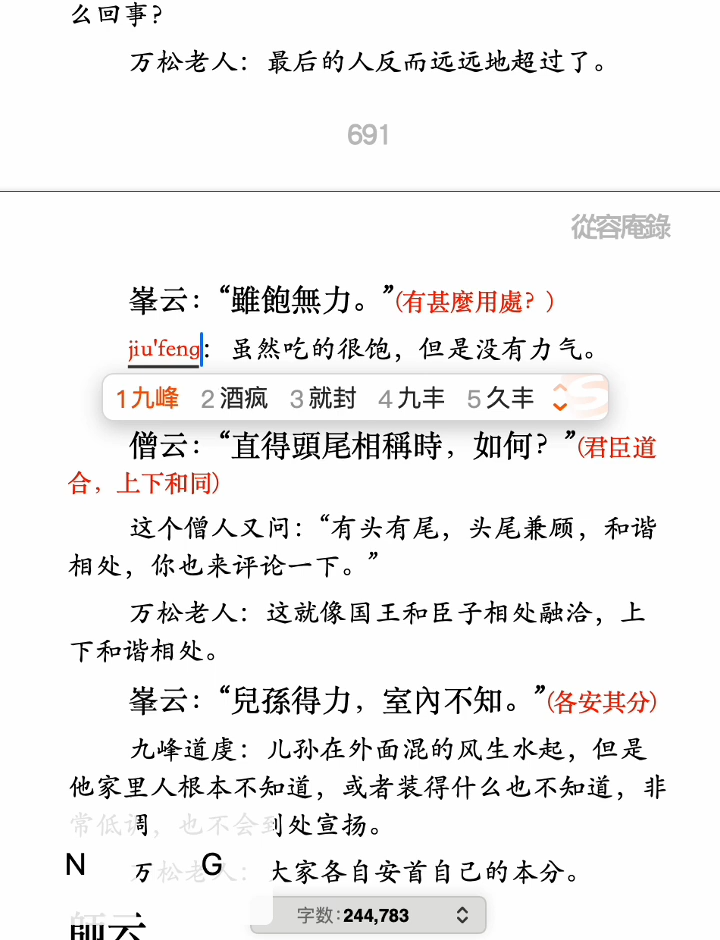 么回事？
万松老人：最后的人反而远远地超过了。
691
從容庵錄
峯云：“雖飽無力。”(有甚麼用處？)
jiu'feng：虽然吃的很饱，但是没有力气。
1九峰 2酒疯 3就封 4九丰 5久丰
僧云：“直得頭尾相稱時，如何？”(君臣道
合，上下和同)
这个僧人又问：“有头有尾，头尾兼顾，和谐
相处，你也来评论一下。”
万松老人：这就像国王和臣子相处融洽，上
下和谐相处。
峯云：“兒孫得力，室內不知。”(各安其分)
九峰道虔：儿孙在外面混的风生水起，但是
他家里人根本不知道，或者装得什么也不知道，非
常低调，也不会到处宣扬。
N 万松老人：G 大家各自安首自己的本分。
師云
字数：244,783